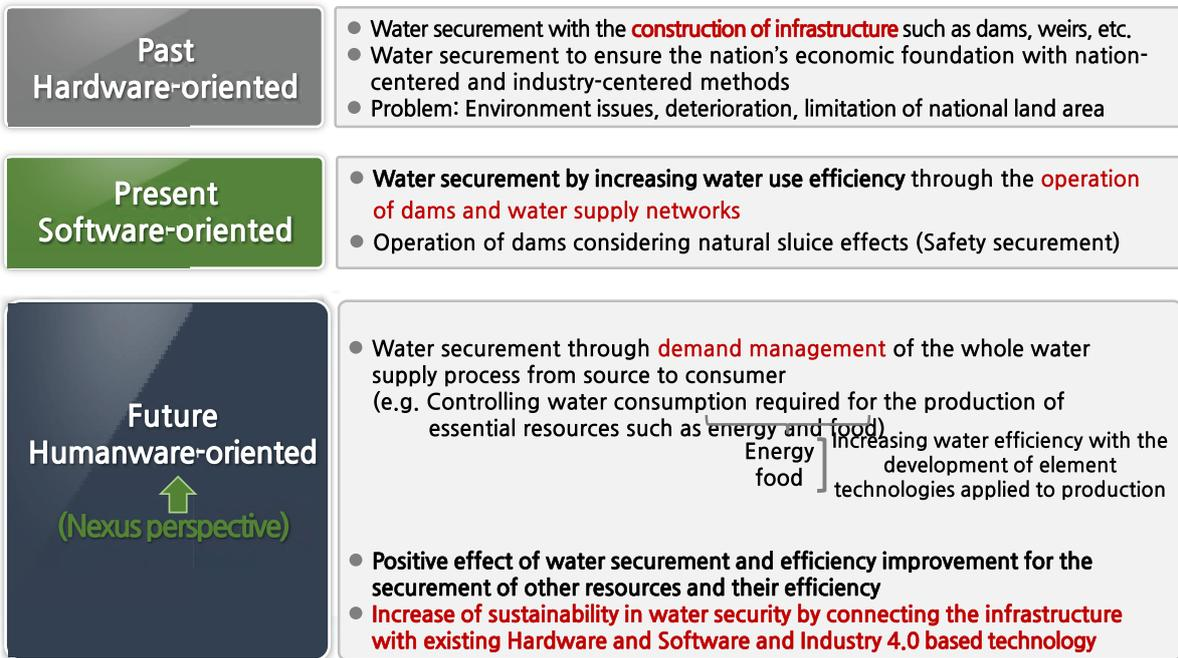 Past
Hardware-oriented
● Water securement with the construction of infrastructure such as dams, weirs, etc.
● Water securement to ensure the nation's economic foundation with nation-
centered and industry-centered methods
● Problem: Environment issues, deterioration, limitation of national land area
Present
Software-oriented
● Water securement by increasing water use efficiency through the operation
of dams and water supply networks
● Operation of dams considering natural sluice effects (Safety securement)
Future
Humanware-oriented
(Nexus perspective)
● Water securement through demand management of the whole water
supply process from source to consumer
(e.g. Controlling water consumption required for the production of
essential resources such as energy and food)
Energy
food
Increasing water efficiency with the
development of element
technologies applied to production
● Positive effect of water securement and efficiency improvement for the
securement of other resources and their efficiency
● Increase of sustainability in water security by connecting the infrastructure
with existing Hardware and Software and Industry 4.0 based technology